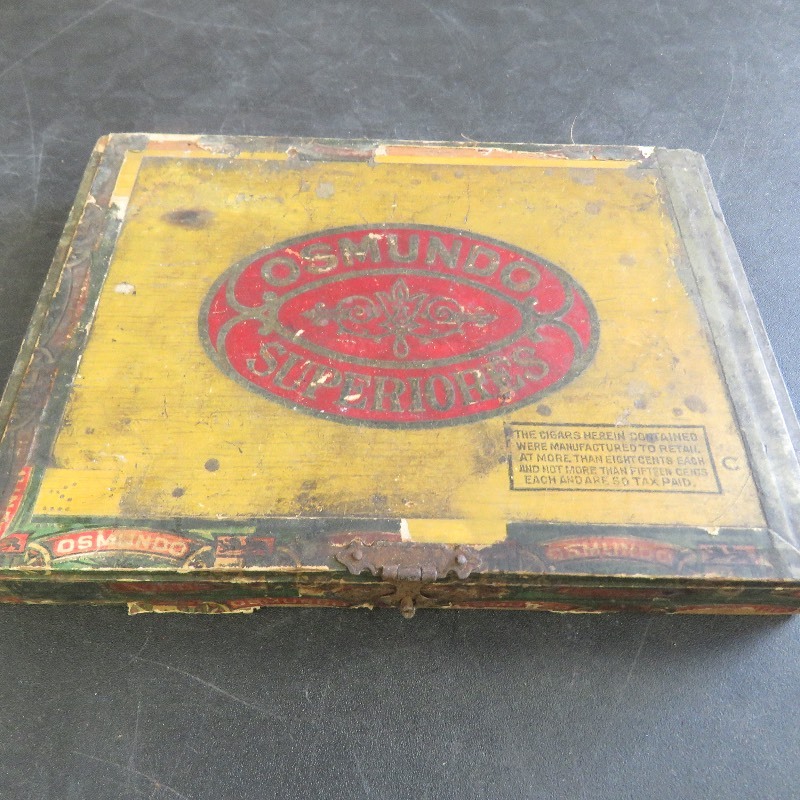 OSMUNDO
SUPERIORES
THE CIGARS HEREIN CONTAINED
WERE MANUFACTURED TO RETAIL
AT MORE THAN EIGHT CENTS EACH
AND NOT MORE THAN FIFTEEN CENTS
EACH AND ARE SO TAX PAID.
C
OSMUNDO
SMUNDO